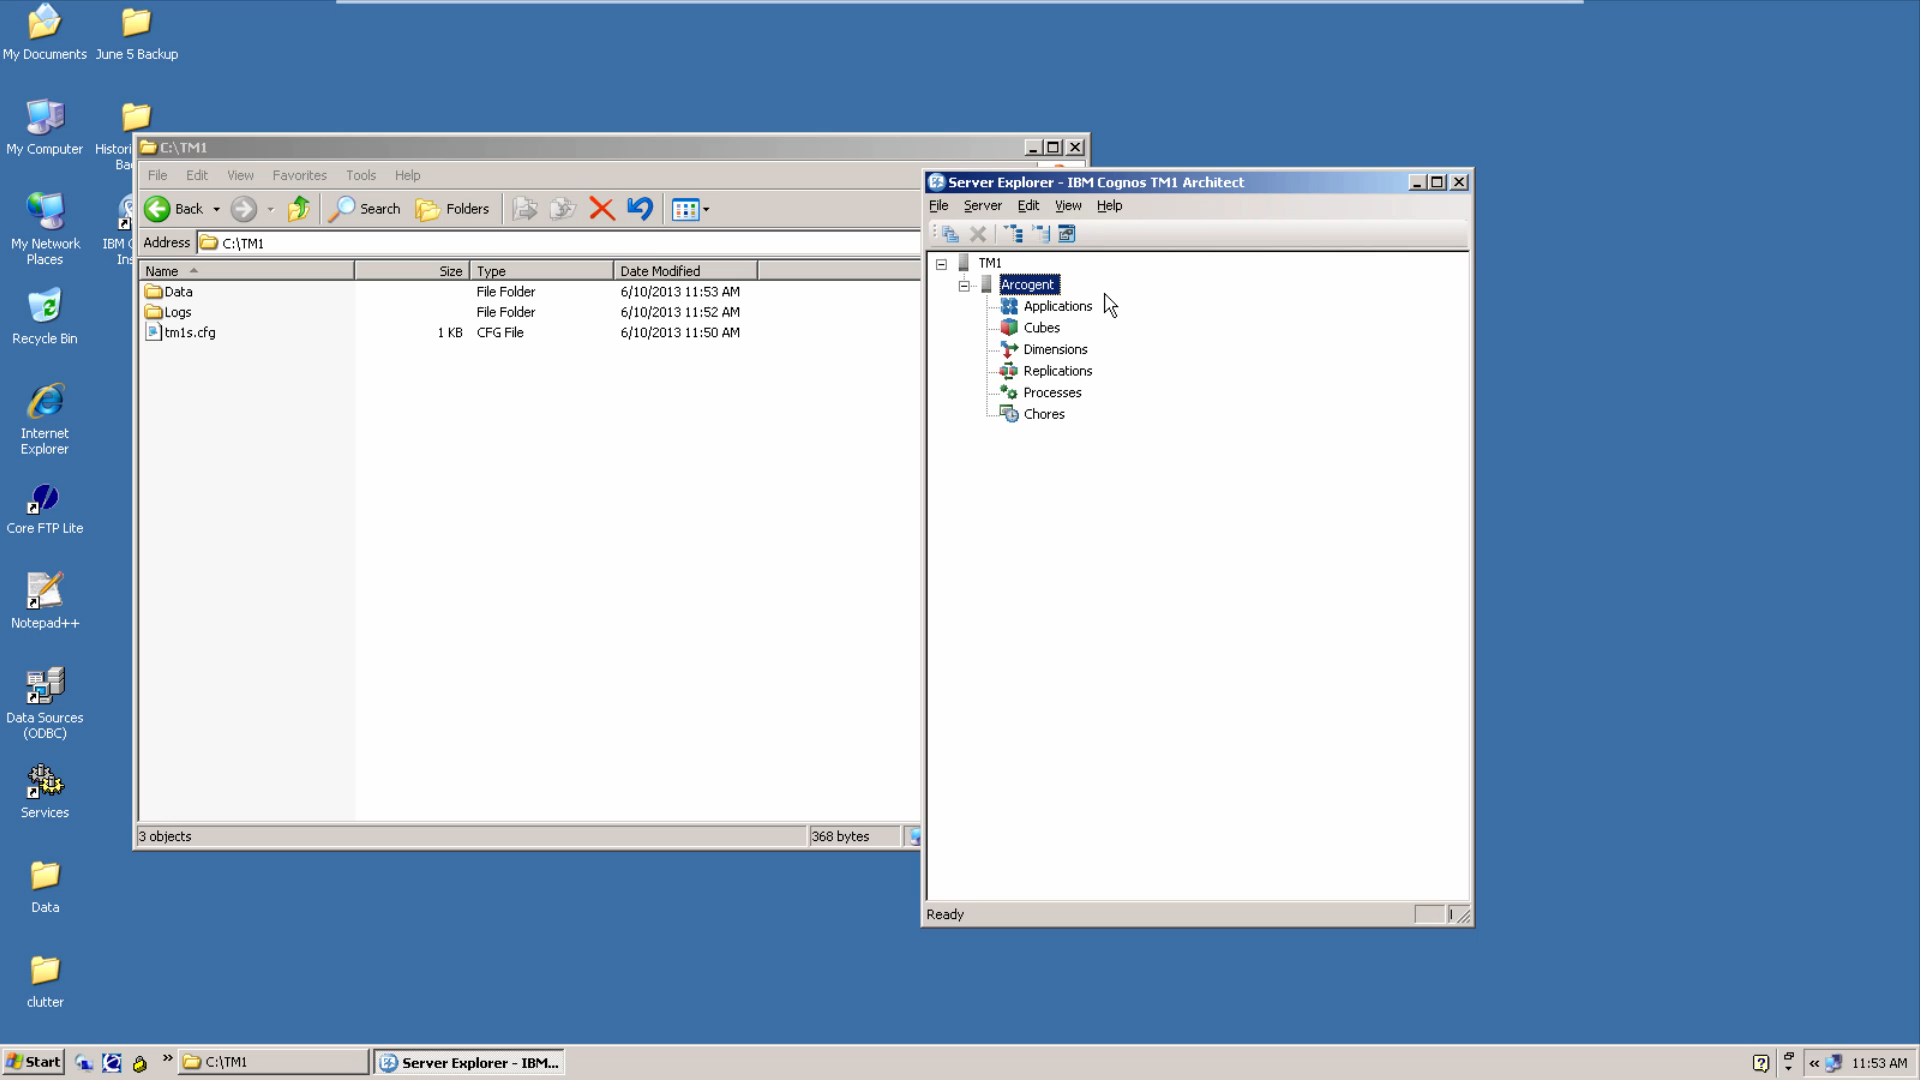 My Documents
June 5 Backup
My Computer
My Network
Places
Recycle Bin
Internet
Explorer
Core FTP Lite
Notepad++
Data Sources
(ODBC)
Services
Data
clutter
C:\TM1
File Edit View Favorites Tools Help
Back Search Folders
Address C:\TM1
Name Size Type Date Modified
Data File Folder 6/10/2013 11:53 AM
Logs File Folder 6/10/2013 11:52 AM
tm1s.cfg 1 KB CFG File 6/10/2013 11:50 AM
3 objects 368 bytes
Server Explorer - IBM Cognos TM1 Architect
File Server Edit View Help
TM1
Arcogent
Applications
Cubes
Dimensions
Replications
Processes
Chores
Ready
Start C:\TM1 Server Explorer - IBM... 11:53 AM